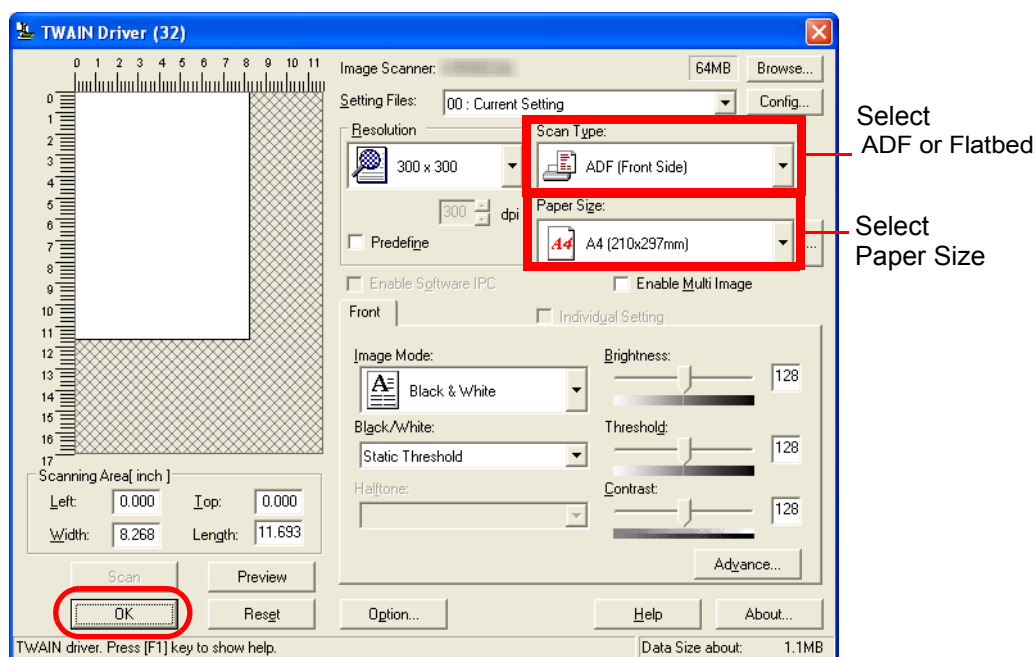 TWAIN Driver (32)
0 1 2 3 4 5 6 7 8 9 10 11
0
1
2
3
4
5
6
7
8
9
10
11
12
13
14
15
16
17
Image Scanner:
64MB
Browse...
Setting Files:
00 : Current Setting
Config...
Resolution
300 x 300
300 dpi
Predefine
Scan Type:
ADF (Front Side)
Paper Size:
A4
A4 (210x297mm)
...
Select
ADF or Flatbed
Select
Paper Size
Enable Software IPC
Enable Multi Image
Front
Individual Setting
Image Mode:
A
Black & White
Black/White:
Static Threshold
Halftone:
Brightness:
128
Threshold:
128
Contrast:
128
Advance...
Scanning Area[ inch ]
Left: 0.000 Top: 0.000
Width: 8.268 Length: 11.693
Scan
Preview
OK
Reset
Option...
Help
About...
TWAIN driver. Press [F1] key to show help.
Data Size about: 1.1MB